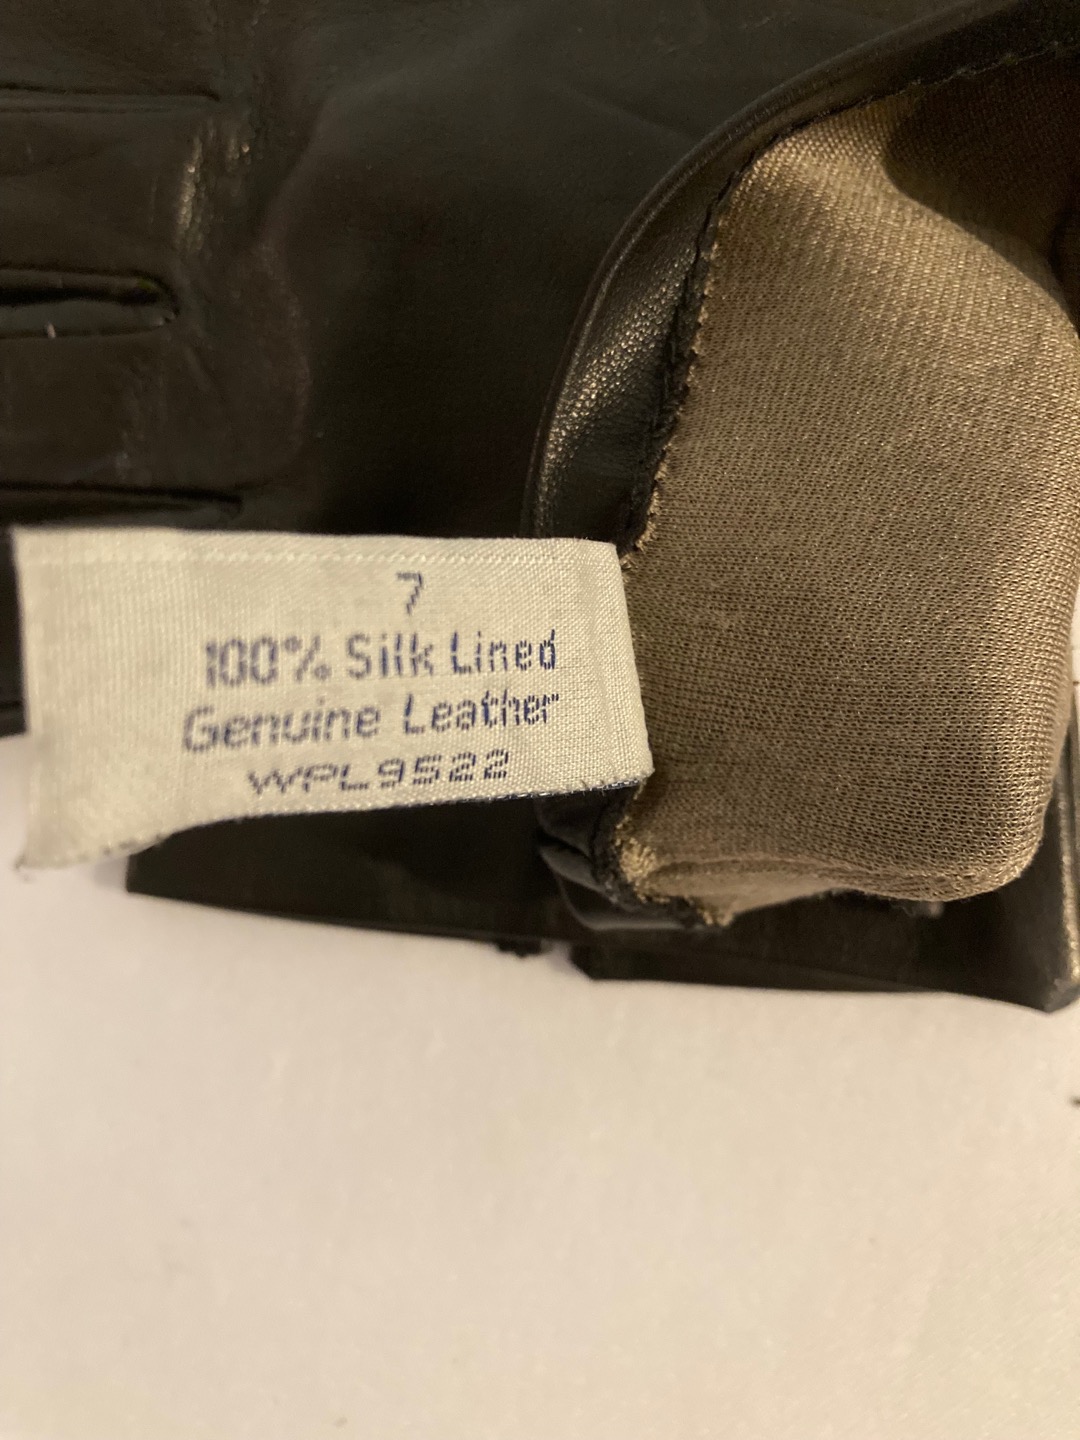 7
100% Silk Lined
Genuine Leather
WPL9522